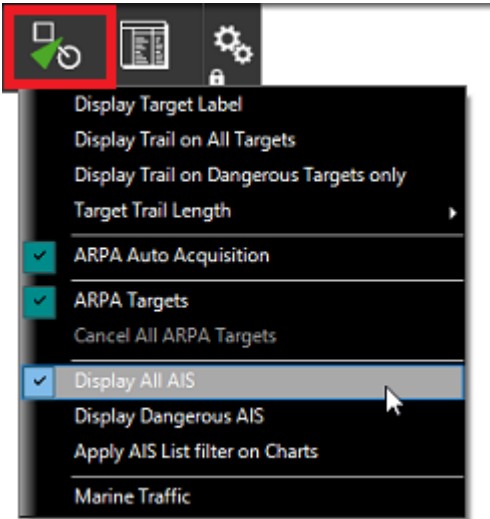 Display Target Label
Display Trail on All Targets
Display Trail on Dangerous Targets only
Target Trail Length
ARPA Auto Acquisition
ARPA Targets
Cancel All ARPA Targets
Display All AIS
Display Dangerous AIS
Apply AIS List filter on Charts
Marine Traffic